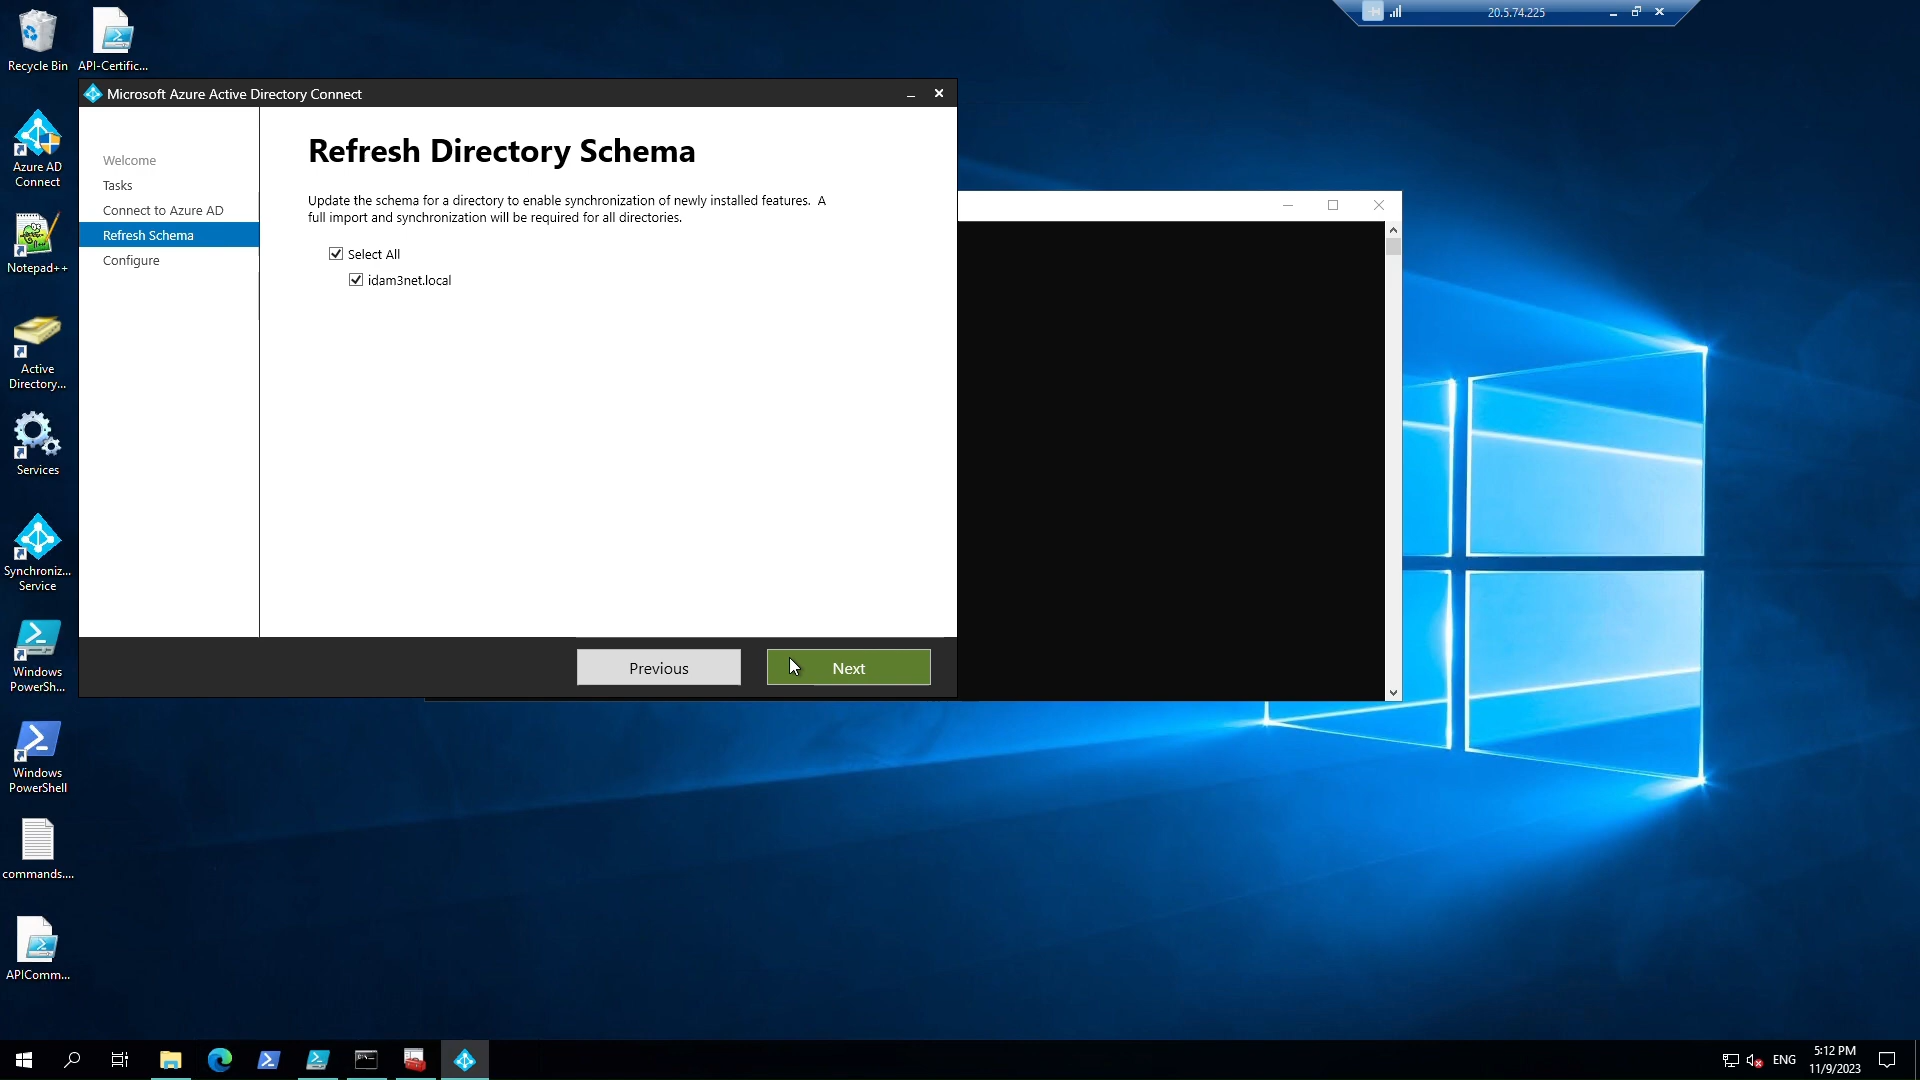 Recycle Bin
API-Certific...
20.5.74.225
Microsoft Azure Active Directory Connect
Azure AD
Connect
Notepad++
Active
Directory...
Services
Synchroniz...
Service
Windows
PowerSh...
Windows
PowerShell
commands....
APIComm...
Welcome
Tasks
Connect to Azure AD
Refresh Schema
Configure
Refresh Directory Schema
Update the schema for a directory to enable synchronization of newly installed features. A
full import and synchronization will be required for all directories.
Select All
idam3net.local
Previous
Next
ENG
5:12 PM
11/9/2023